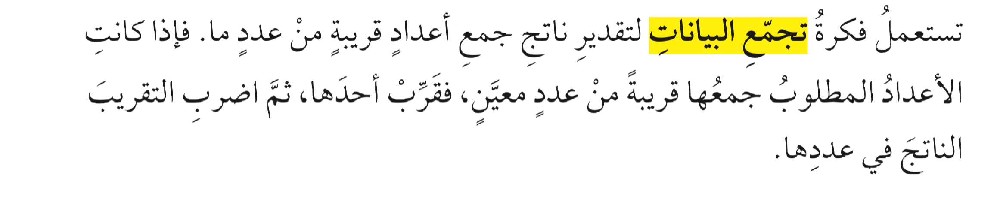 تستعملُ فكرةُ تجمّعِ البياناتِ لتقديرِ ناتجِ جمعِ أعدادٍ قريبةٍ منْ عددٍ ما. فإذا كانتِ
الأعدادُ المطلوبُ جمعُها قريبةً منْ عددٍ معيَّنٍ، فقَرِّبْ أحدَها، ثمَّ اضربِ التقريبَ
الناتجَ في عددِها.